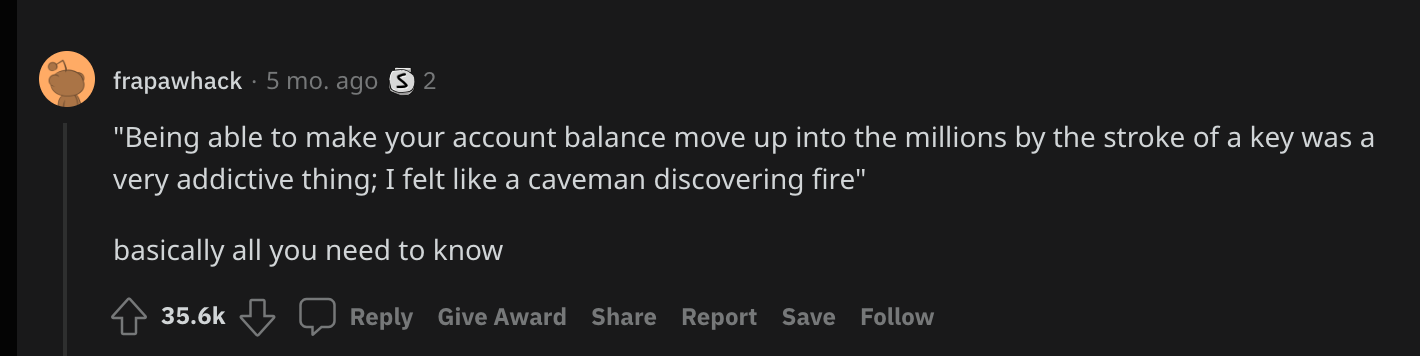 frapawhack · 5 mo. ago S 2
"Being able to make your account balance move up into the millions by the stroke of a key was a
very addictive thing; I felt like a caveman discovering fire"
basically all you need to know
35.6k Reply Give Award Share Report Save Follow